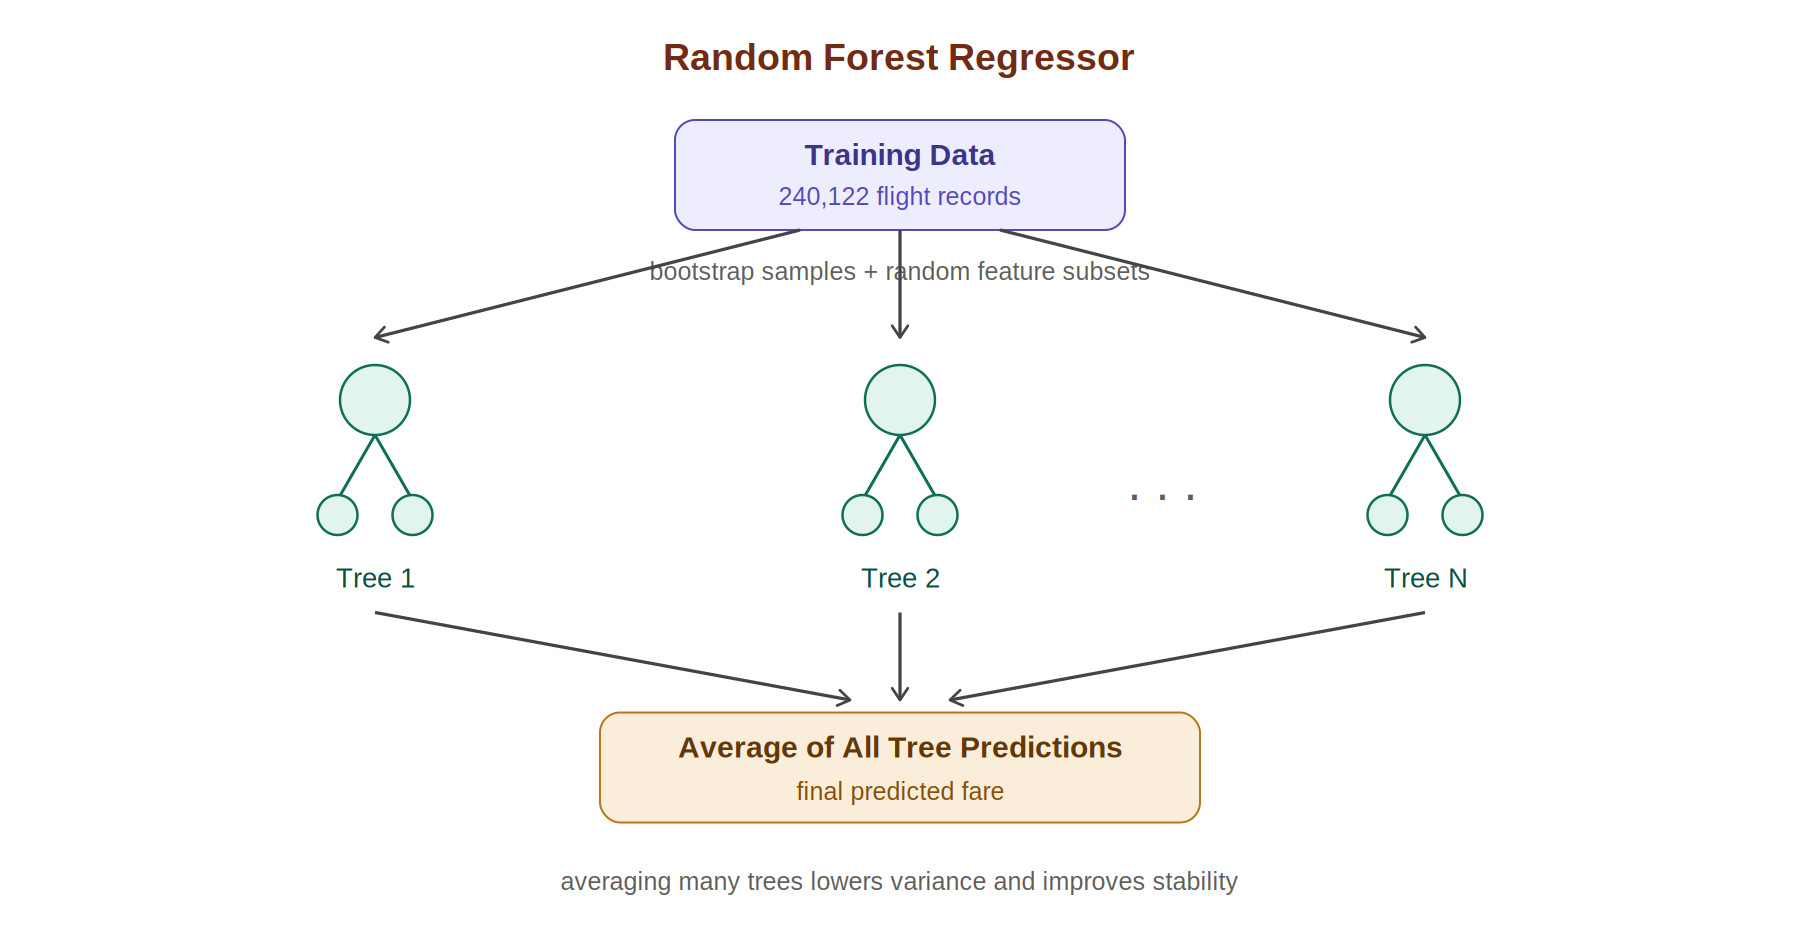 Random Forest Regressor
Training Data
240,122 flight records
bootstrap samples + random feature subsets
. . .
Tree 1
Tree 2
Tree N
Average of All Tree Predictions
final predicted fare
averaging many trees lowers variance and improves stability